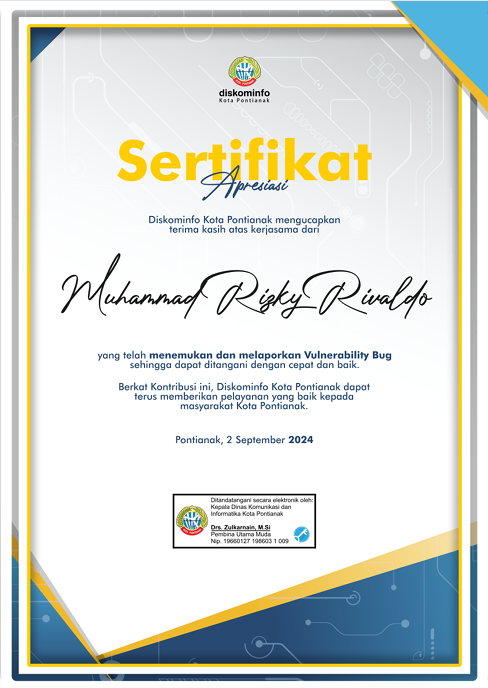 diskominfo
Kota Pontianak
Sertifikat
Apresiasi
Diskominfo Kota Pontianak mengucapkan
terima kasih atas kerjasama dari
Muhammad Rizky Rivaldo
yang telah menemukan dan melaporkan Vulnerability Bug
sehingga dapat ditangani dengan cepat dan baik.
Berkat Kontribusi ini, Diskominfo Kota Pontianak dapat
terus memberikan pelayanan yang baik kepada
masyarakat Kota Pontianak.
Pontianak, 2 September 2024
Ditandatangani secara elektronik oleh:
Kepala Dinas Komunikasi dan
Informatika Kota Pontianak
Drs. Zulkarnain, M.Si
Pembina Utama Muda
Nip. 19660127 198603 1 009